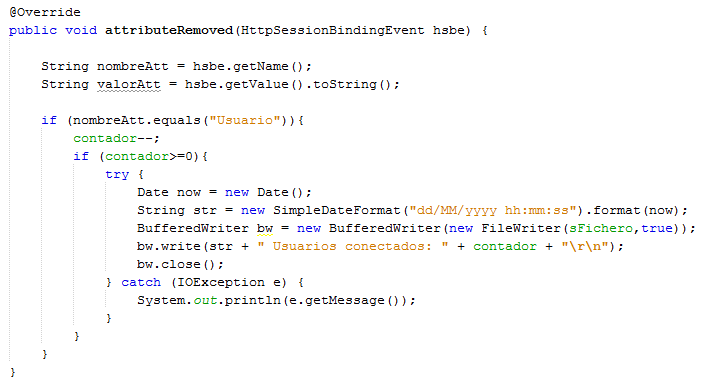 @Override
public void attributeRemoved(HttpSessionBindingEvent hsbe) {
String nombreAtt = hsbe.getName();
String valorAtt = hsbe.getValue().toString();
if (nombreAtt.equals("Usuario")){
contador--;
if (contador>=0){
try {
Date now = new Date();
String str = new SimpleDateFormat("dd/MM/yyyy hh:mm:ss").format(now);
BufferedWriter bw = new BufferedWriter(new FileWriter(sFichero,true));
bw.write(str + " Usuarios conectados: " + contador + "\r\n");
bw.close();
} catch (IOException e) {
System.out.println(e.getMessage());
}
}
}
}